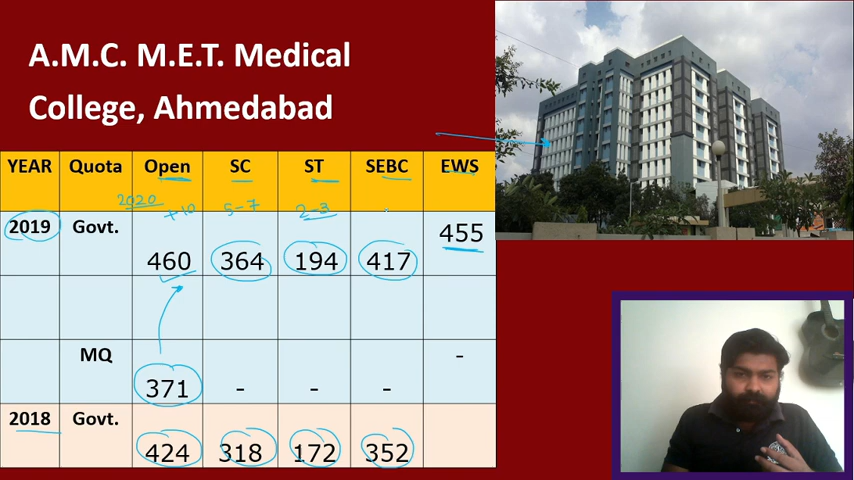 A.M.C. M.E.T. Medical
College, Ahmedabad
YEAR Quota Open SC ST SEBC EWS
2020 +10 5-7 2-3
2019 Govt. 460 364 194 417 455
MQ 371 - - - -
2018 Govt. 424 318 172 352